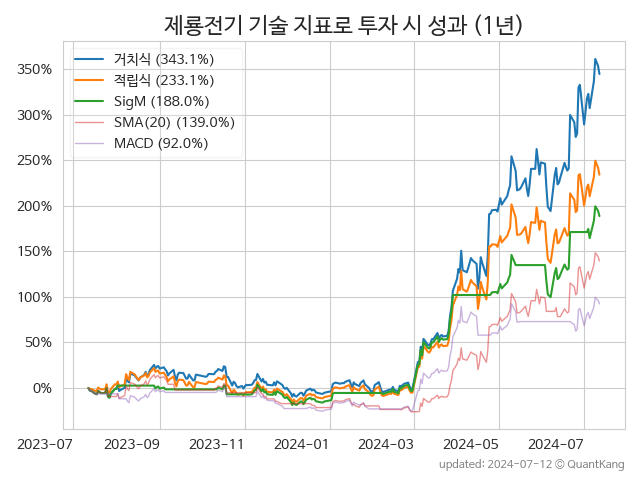 제룡전기 기술 지표로 투자 시 성과 (1년)
거치식 (343.1%)
적립식 (233.1%)
SigM (188.0%)
SMA(20) (139.0%)
MACD (92.0%)
350%
300%
250%
200%
150%
100%
50%
0%
2023-07 2023-09 2023-11 2024-01 2024-03 2024-05 2024-07
updated: 2024-07-12 © QuantKang